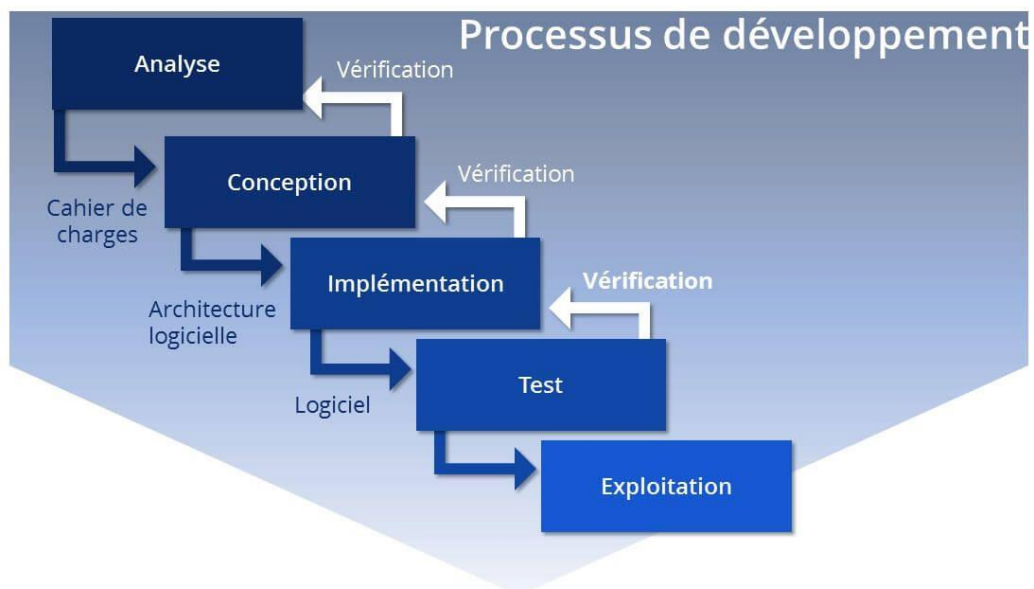 Processus de développement
Analyse
Vérification
Conception
Vérification
Cahier de
charges
Implémentation
Vérification
Architecture
logicielle
Test
Logiciel
Exploitation